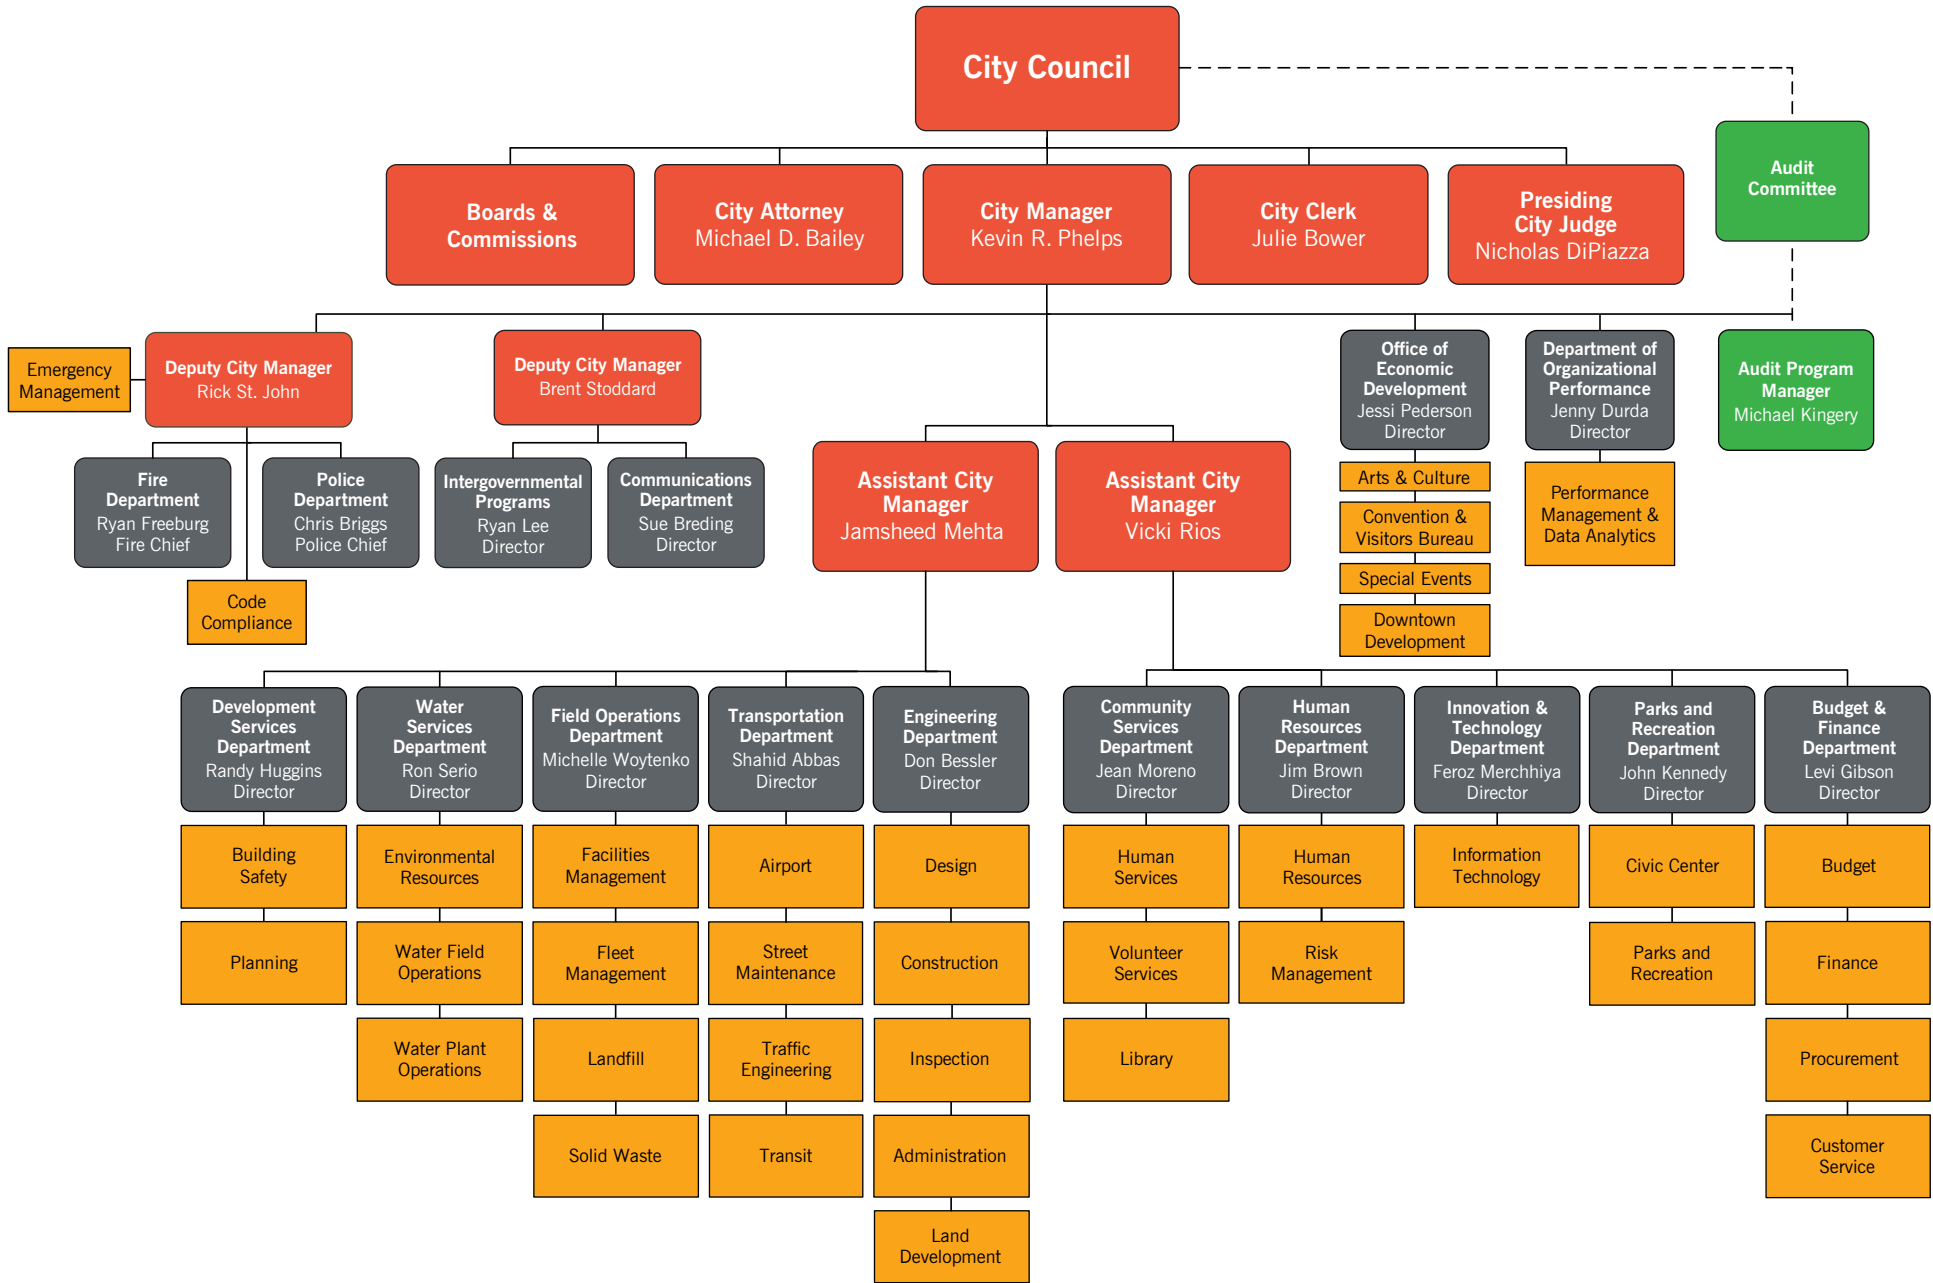 City Council
Audit
Committee
Boards &
Commissions
City Attorney
Michael D. Bailey
City Manager
Kevin R. Phelps
City Clerk
Julie Bower
Presiding
City Judge
Nicholas DiPiazza
Emergency
Management
Deputy City Manager
Rick St. John
Deputy City Manager
Brent Stoddard
Office of
Economic
Development
Jessi Pederson
Director
Department of
Organizational
Performance
Jenny Durda
Director
Audit Program
Manager
Michael Kingery
Fire
Department
Ryan Freeburg
Fire Chief
Police
Department
Chris Briggs
Police Chief
Intergovernmental
Programs
Ryan Lee
Director
Communications
Department
Sue Breding
Director
Code
Compliance
Assistant City
Manager
Jamsheed Mehta
Assistant City
Manager
Vicki Rios
Arts & Culture
Convention &
Visitors Bureau
Special Events
Downtown
Development
Performance
Management &
Data Analytics
Development
Services
Department
Randy Huggins
Director
Water
Services
Department
Ron Serio
Director
Field Operations
Department
Michelle Woytenko
Director
Transportation
Department
Shahid Abbas
Director
Engineering
Department
Don Bessler
Director
Community
Services
Department
Jean Moreno
Director
Human
Resources
Department
Jim Brown
Director
Innovation &
Technology
Department
Feroz Merchhiya
Director
Parks and
Recreation
Department
John Kennedy
Director
Budget &
Finance
Department
Levi Gibson
Director
Building
Safety
Environmental
Resources
Facilities
Management
Airport
Design
Human
Services
Human
Resources
Information
Technology
Civic Center
Budget
Planning
Water Field
Operations
Fleet
Management
Street
Maintenance
Construction
Volunteer
Services
Risk
Management
Parks and
Recreation
Finance
Water Plant
Operations
Landfill
Traffic
Engineering
Inspection
Library
Procurement
Solid Waste
Transit
Administration
Customer
Service
Land
Development